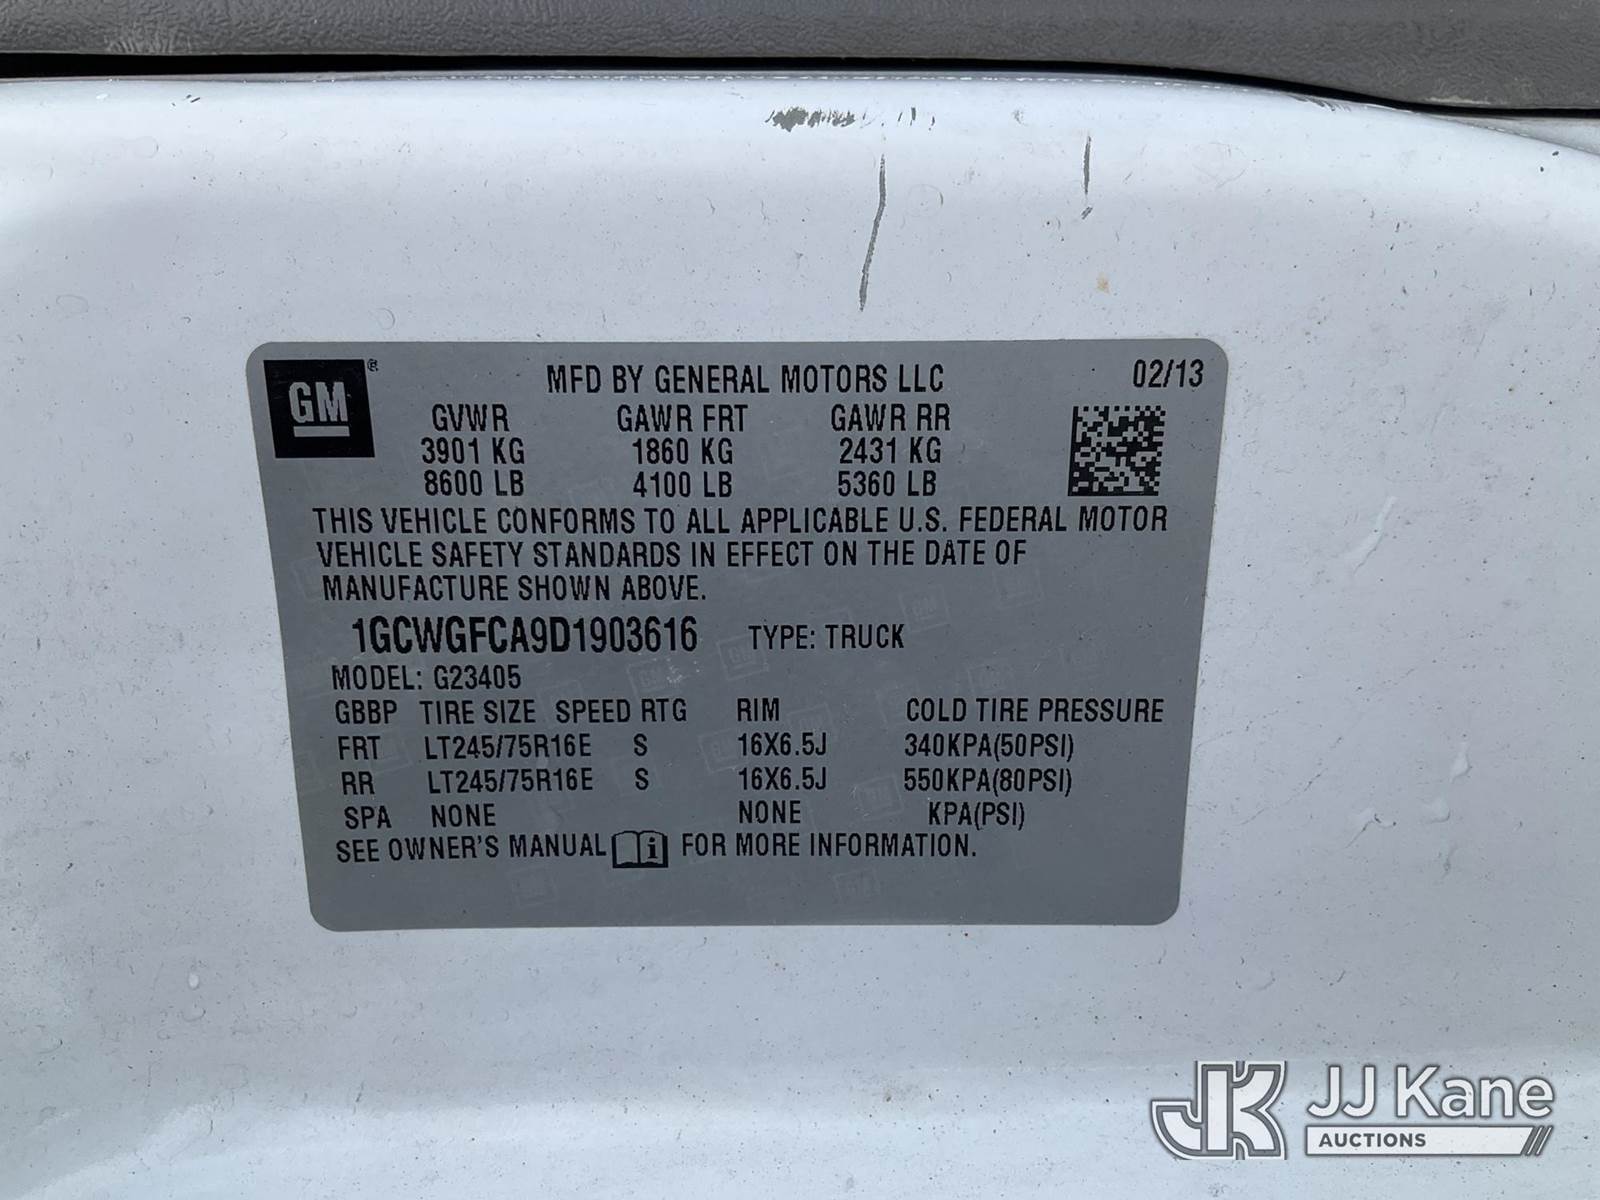 GM ®
MFD BY GENERAL MOTORS LLC 02/13
GVWR GAWR FRT GAWR RR
3901 KG 1860 KG 2431 KG
8600 LB 4100 LB 5360 LB
THIS VEHICLE CONFORMS TO ALL APPLICABLE U.S. FEDERAL MOTOR
VEHICLE SAFETY STANDARDS IN EFFECT ON THE DATE OF
MANUFACTURE SHOWN ABOVE.
1GCWGFCA9D1903616 TYPE: TRUCK
MODEL: G23405
GBBP TIRE SIZE SPEED RTG RIM COLD TIRE PRESSURE
FRT LT245/75R16E S 16X6.5J 340KPA(50PSI)
RR LT245/75R16E S 16X6.5J 550KPA(80PSI)
SPA NONE NONE KPA(PSI)
SEE OWNER'S MANUAL i FOR MORE INFORMATION.
JK JJ Kane
AUCTIONS